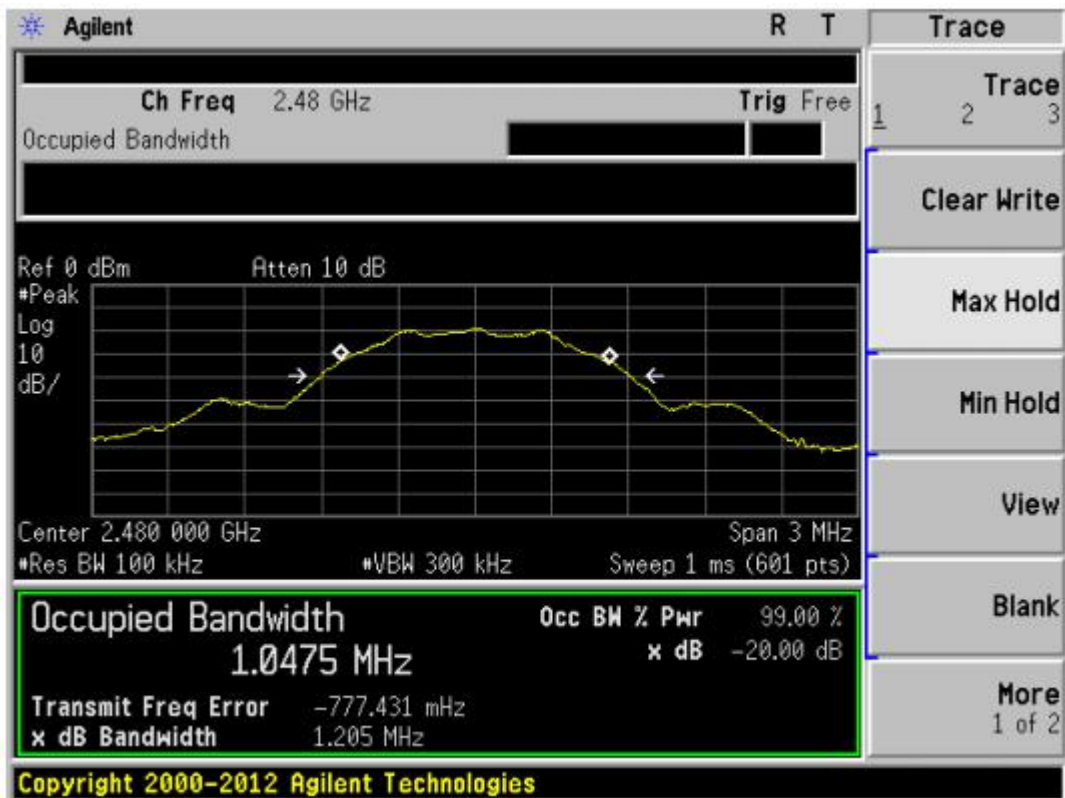 Agilent R T
Ch Freq 2.48 GHz Trig Free
Occupied Bandwidth
Ref 0 dBm Atten 10 dB
#Peak
Log
10
dB/
Center 2.480 000 GHz Span 3 MHz
#Res BW 100 kHz #VBW 300 kHz Sweep 1 ms (601 pts)
Occupied Bandwidth Occ BW % Pwr 99.00 %
1.0475 MHz x dB -20.00 dB
Transmit Freq Error -777.431 mHz
x dB Bandwidth 1.205 MHz
Copyright 2000-2012 Agilent Technologies
Trace
Trace
1 2 3
Clear Write
Max Hold
Min Hold
View
Blank
More
1 of 2